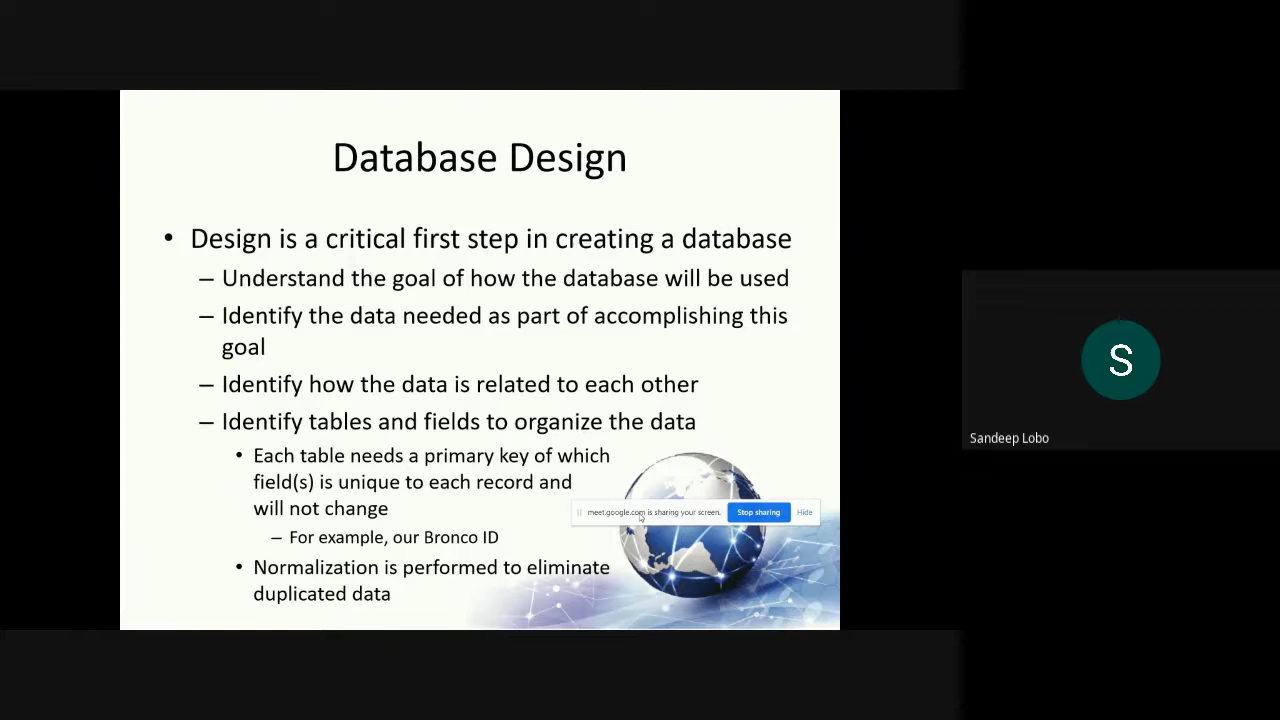 Database Design
• Design is a critical first step in creating a database
– Understand the goal of how the database will be used
– Identify the data needed as part of accomplishing this
goal
– Identify how the data is related to each other
– Identify tables and fields to organize the data
• Each table needs a primary key of which
field(s) is unique to each record and
will not change
– For example, our Bronco ID
• Normalization is performed to eliminate
duplicated data
meet.google.com is sharing your screen. Stop sharing Hide
S
Sandeep Lobo